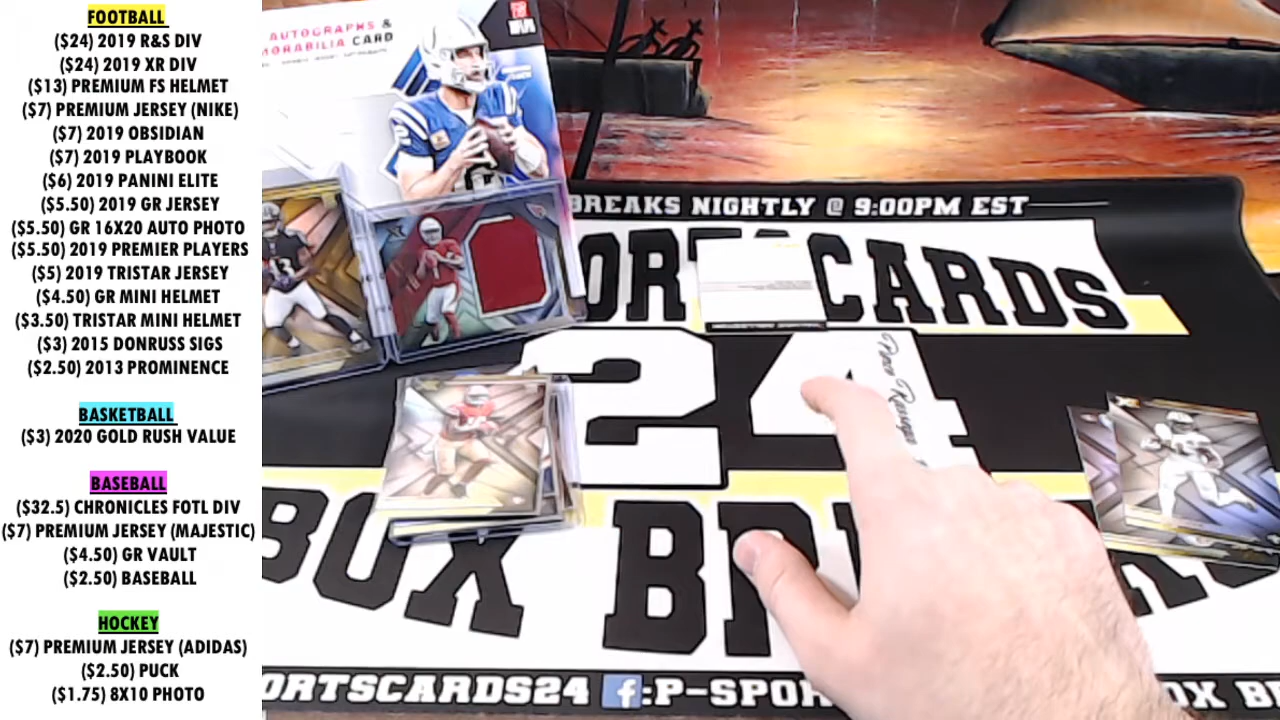 FOOTBALL
($24) 2019 R&S DIV
($24) 2019 XR DIV
($13) PREMIUM FS HELMET
($7) PREMIUM JERSEY (NIKE)
($7) 2019 OBSIDIAN
($7) 2019 PLAYBOOK
($6) 2019 PANINI ELITE
($5.50) 2019 GR JERSEY
($5.50) GR 16X20 AUTO PHOTO
($5.50) 2019 PREMIER PLAYERS
($5) 2019 TRISTAR JERSEY
($4.50) GR MINI HELMET
($3.50) TRISTAR MINI HELMET
($3) 2015 DONRUSS SIGS
($2.50) 2013 PROMINENCE
BASKETBALL
($3) 2020 GOLD RUSH VALUE
BASEBALL
($32.5) CHRONICLES FOTL DIV
($7) PREMIUM JERSEY (MAJESTIC)
($4.50) GR VAULT
($2.50) BASEBALL
HOCKEY
($7) PREMIUM JERSEY (ADIDAS)
($2.50) PUCK
($1.75) 8X10 PHOTO
AUTOGRAPHS &
MORABILIA CARD
BREAKS NIGHTLY @ 9:00PM EST
ORT CARDS
24
BOX BR
ORTSCARDS24 f:P-SPOR OX BR